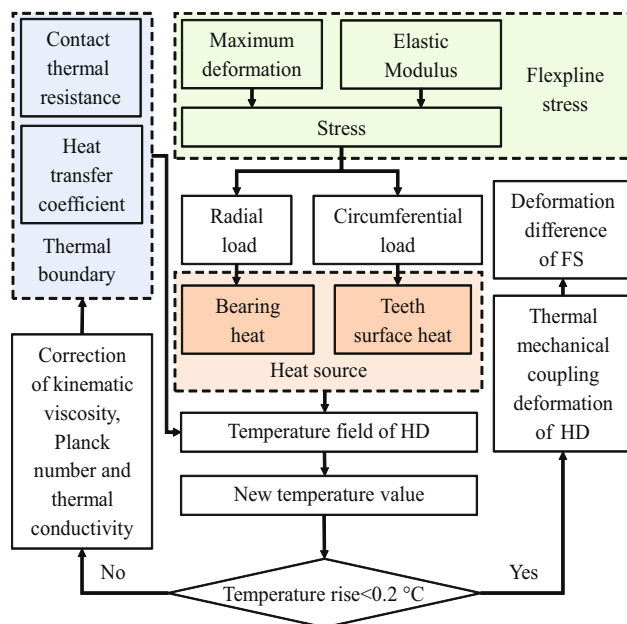 Contact
thermal
resistance
Heat
transfer
coefficient
Thermal
boundary
Maximum
deformation
Elastic
Modulus
Flexpline
stress
Stress
Radial
load
Circumferential
load
Bearing
heat
Teeth
surface heat
Heat source
Deformation
difference
of FS
Thermal
mechanical
coupling
deformation
of HD
Correction
of kinematic
viscosity,
Planck
number and
thermal
conductivity
Temperature field of HD
New temperature value
No
Temperature rise<0.2 °C
Yes